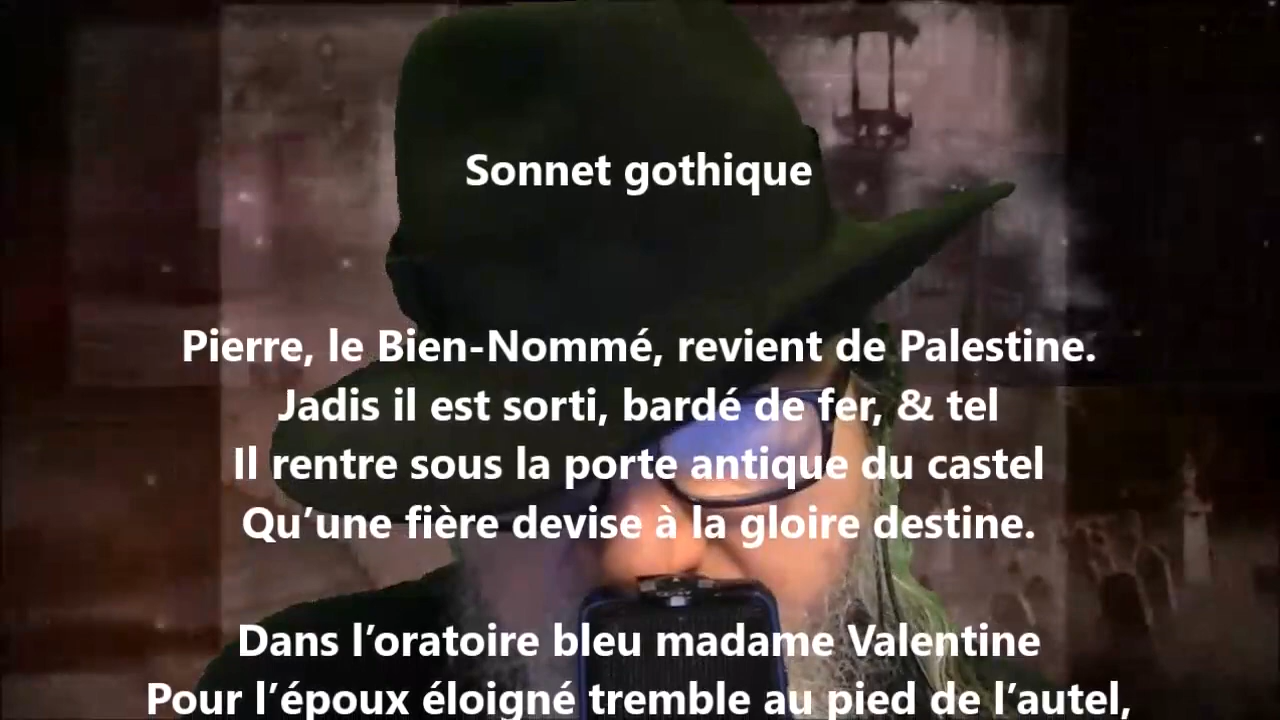 Sonnet gothique
Pierre, le Bien-Nommé, revient de Palestine.
Jadis il est sorti, bardé de fer, & tel
Il rentre sous la porte antique du castel
Qu’une fière devise à la gloire destine.
Dans l’oratoire bleu madame Valentine
Pour l’époux éloigné tremble au pied de l’autel,